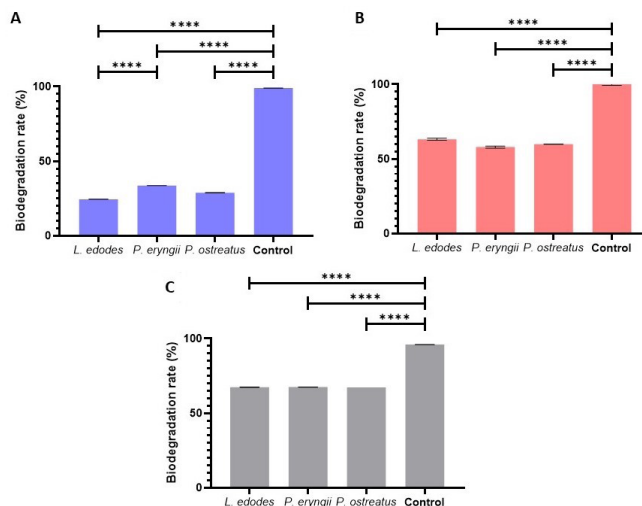 A
****
****
****
****
Biodegradation rate (%)
100
50
0
L. edodes
P. eryngii
P. ostreatus
Control
B
****
****
****
Biodegradation rate (%)
100
50
0
L. edodes
P. eryngii
P. ostreatus
Control
C
****
****
****
Biodegradation rate (%)
100
50
0
L. edodes
P. eryngii
P. ostreatus
Control